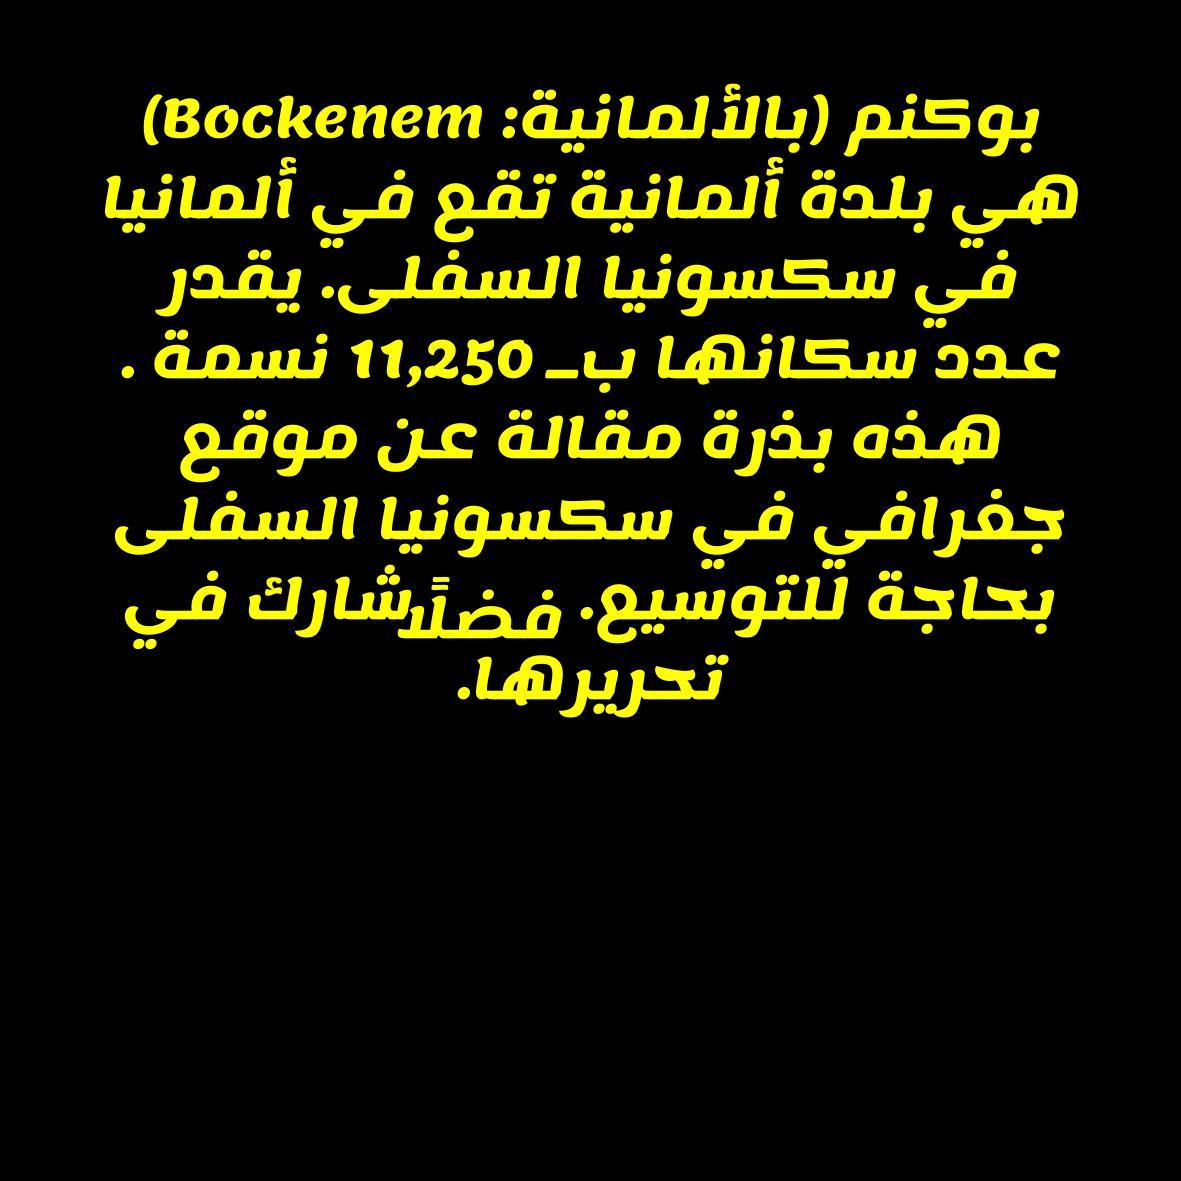 بوكنم (بالألمانية: Bockenem)
هي بلدة ألمانية تقع في ألمانيا
في سكسونيا السفلى. يقدر
عدد سكانها بـ 11,250 نسمة .
هذه بذرة مقالة عن موقع
جغرافي في سكسونيا السفلى
بحاجة للتوسيع. فضلًا شارك في
تحريرها.